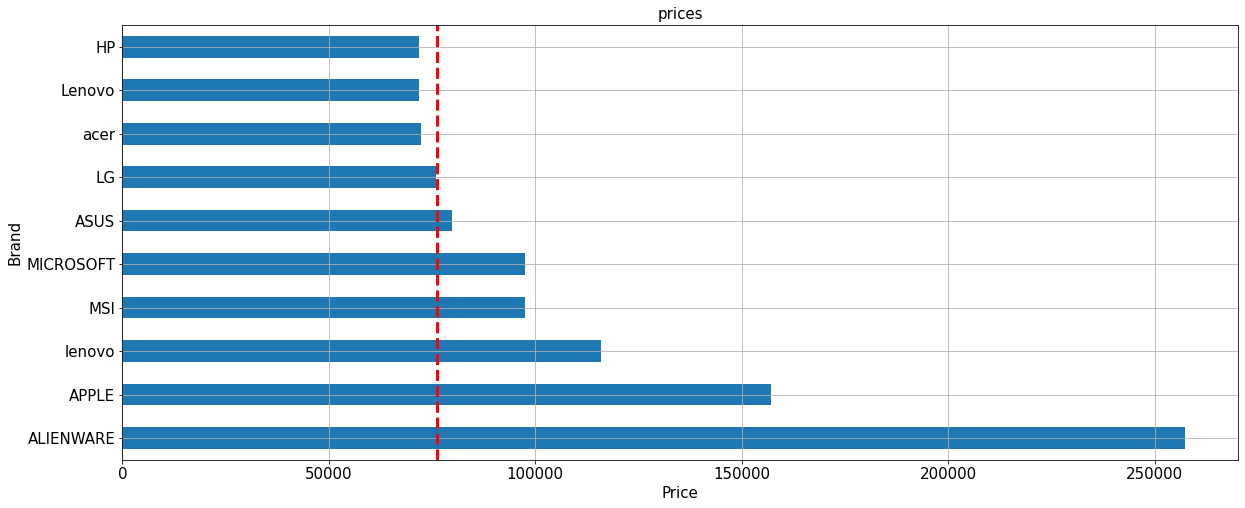 prices
HP
Lenovo
acer
LG
ASUS
MICROSOFT
MSI
lenovo
APPLE
ALIENWARE
Brand
0 50000 100000 150000 200000 250000
Price